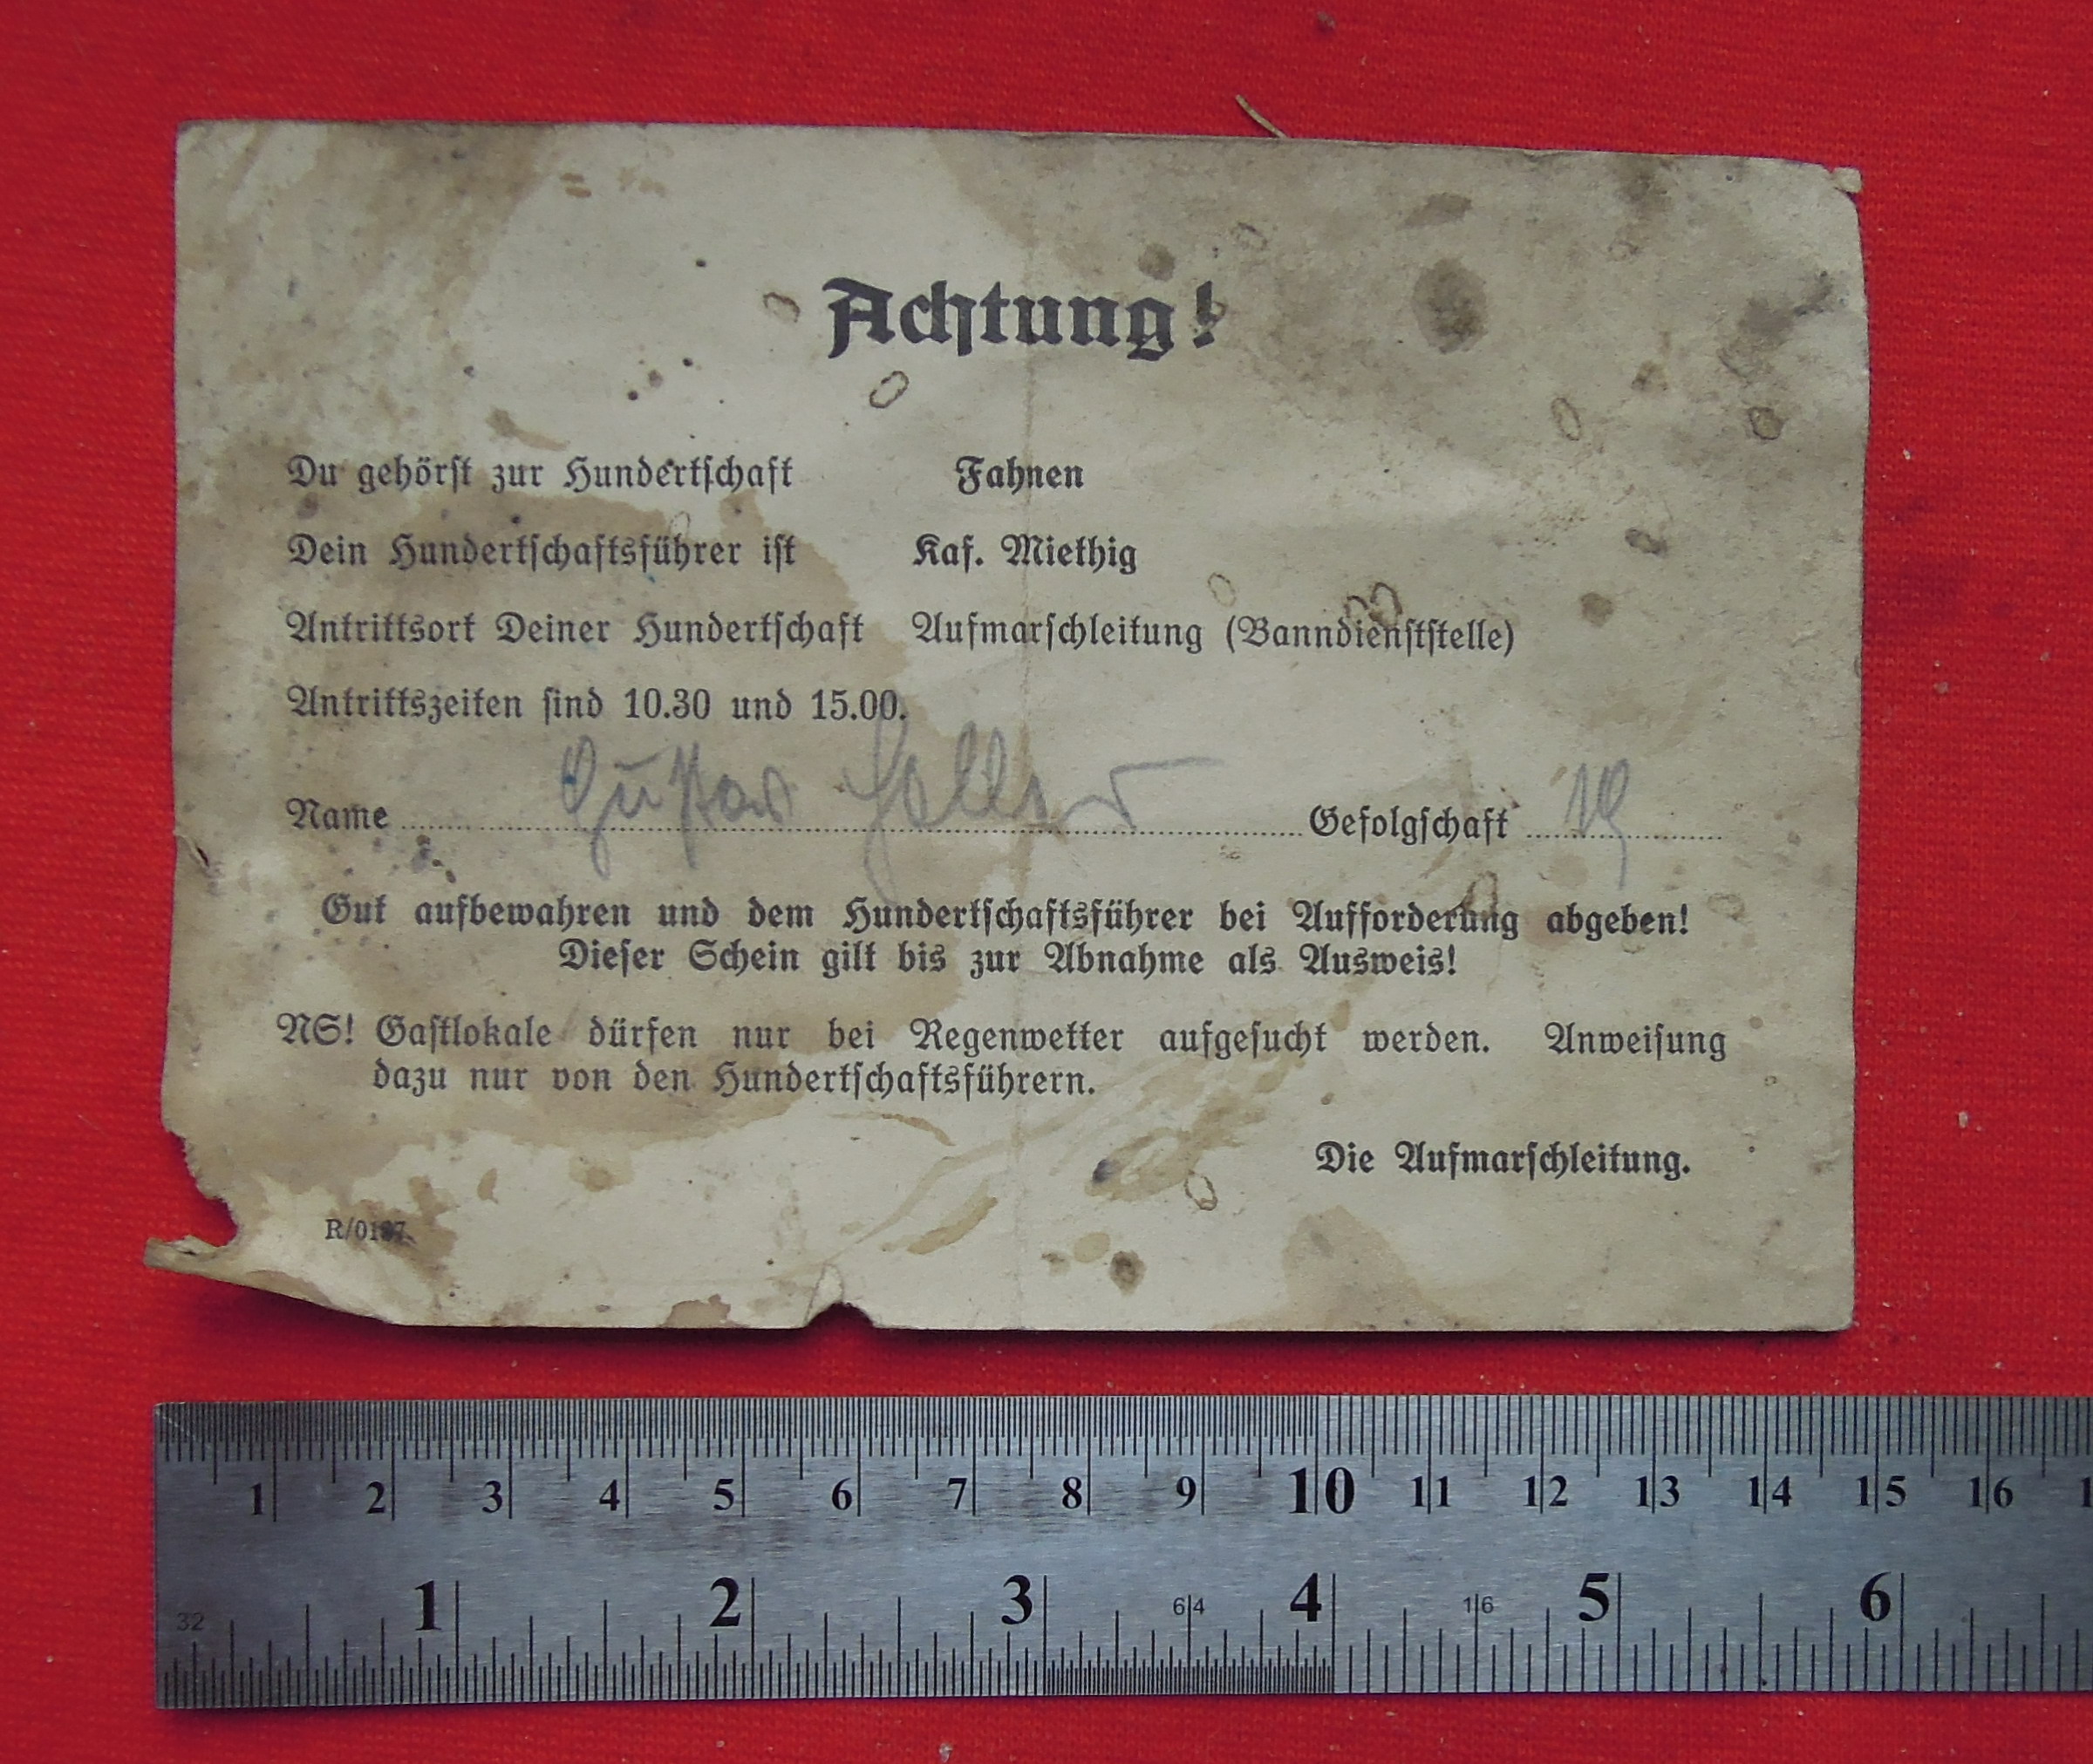 Achtung!
Du gehörst zur Hundertschaft Fahnen
Dein Hundertschaftsführer ist Kaf. Miethig
Antrittsort Deiner Hundertschaft Aufmarschleitung (Banndienststelle)
Antrittszeiten sind 10.30 und 15.00.
Name Gustav Gefolgschaft 19
Gut aufbewahren und dem Hundertschaftsführer bei Aufforderung abgeben!
Dieser Schein gilt bis zur Abnahme als Ausweis!
NS! Gastlokale dürfen nur bei Regenwetter aufgesucht werden. Anweisung
dazu nur von den Hundertschaftsführern.
Die Aufmarschleitung.
1 2 3 4 5 6 7 8 9 10 11 12 13 14 15 16
1 2 3 4 5 6
32 64 16